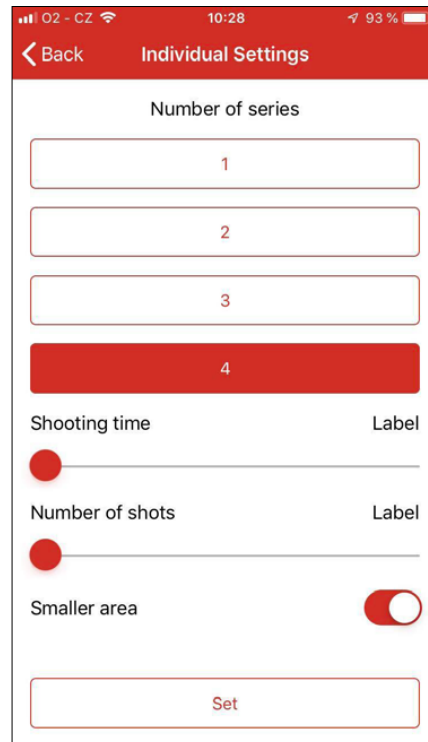 O2 - CZ 10:28 93 %
Back Individual Settings
Number of series
1
2
3
4
Shooting time Label
Number of shots Label
Smaller area
Set